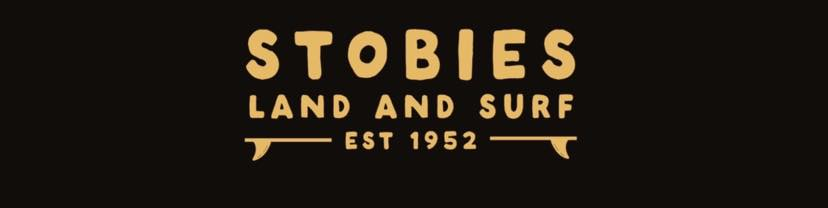 STOBIES
LAND AND SURF
EST 1952